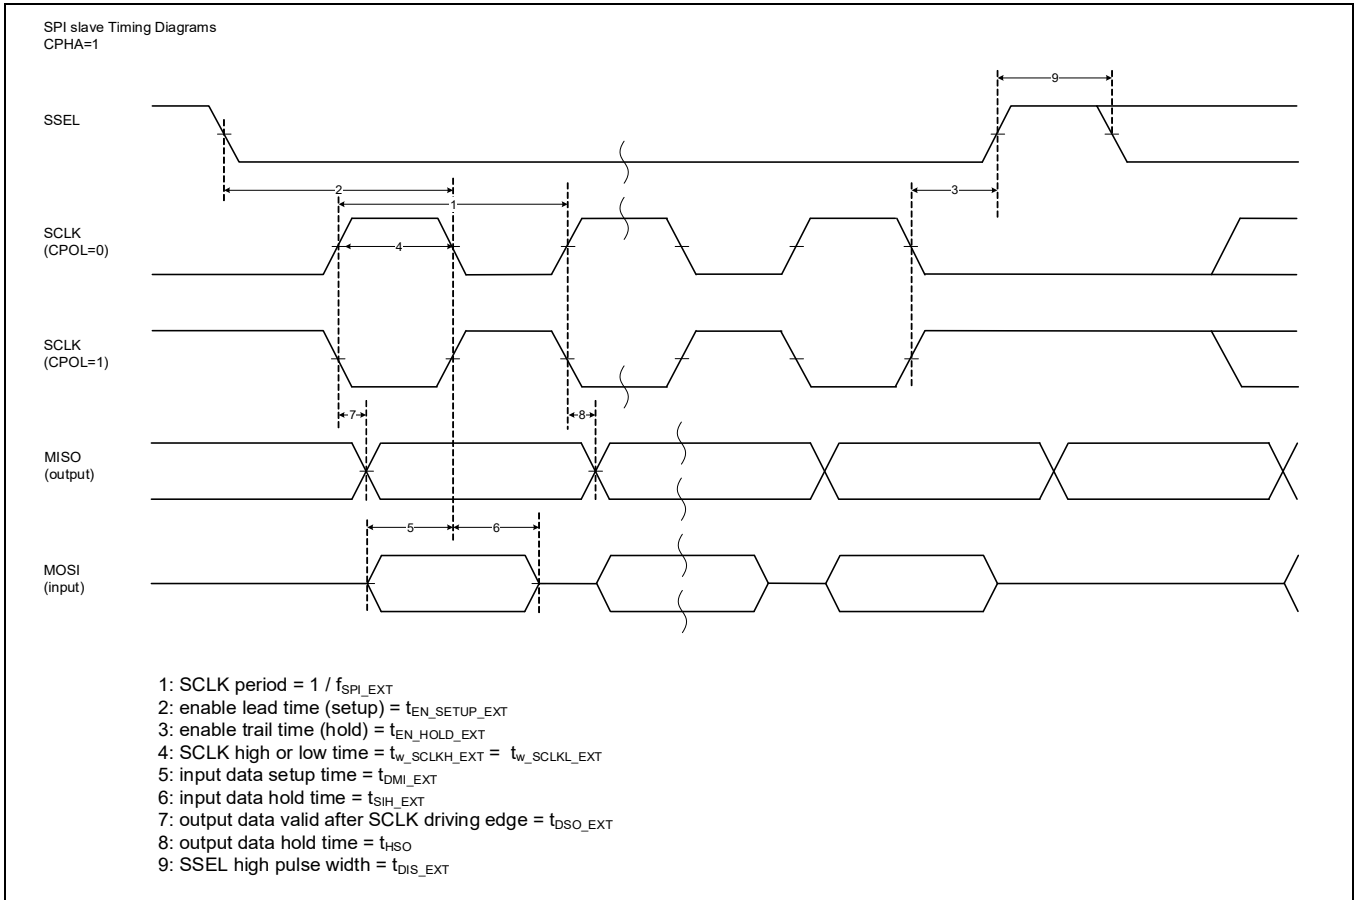 SPI slave Timing Diagrams
CPHA=1
9
SSEL
2
3
1
SCLK
(CPOL=0)
4
SCLK
(CPOL=1)
7
8
MISO
(output)
5
6
MOSI
(input)
1: SCLK period = 1 / fSPI_EXT
2: enable lead time (setup) = tEN_SETUP_EXT
3: enable trail time (hold) = tEN_HOLD_EXT
4: SCLK high or low time = tw_SCLKH_EXT = tw_SCLKL_EXT
5: input data setup time = tDMI_EXT
6: input data hold time = tSIH_EXT
7: output data valid after SCLK driving edge = tDSO_EXT
8: output data hold time = tHSO
9: SSEL high pulse width = tDIS_EXT